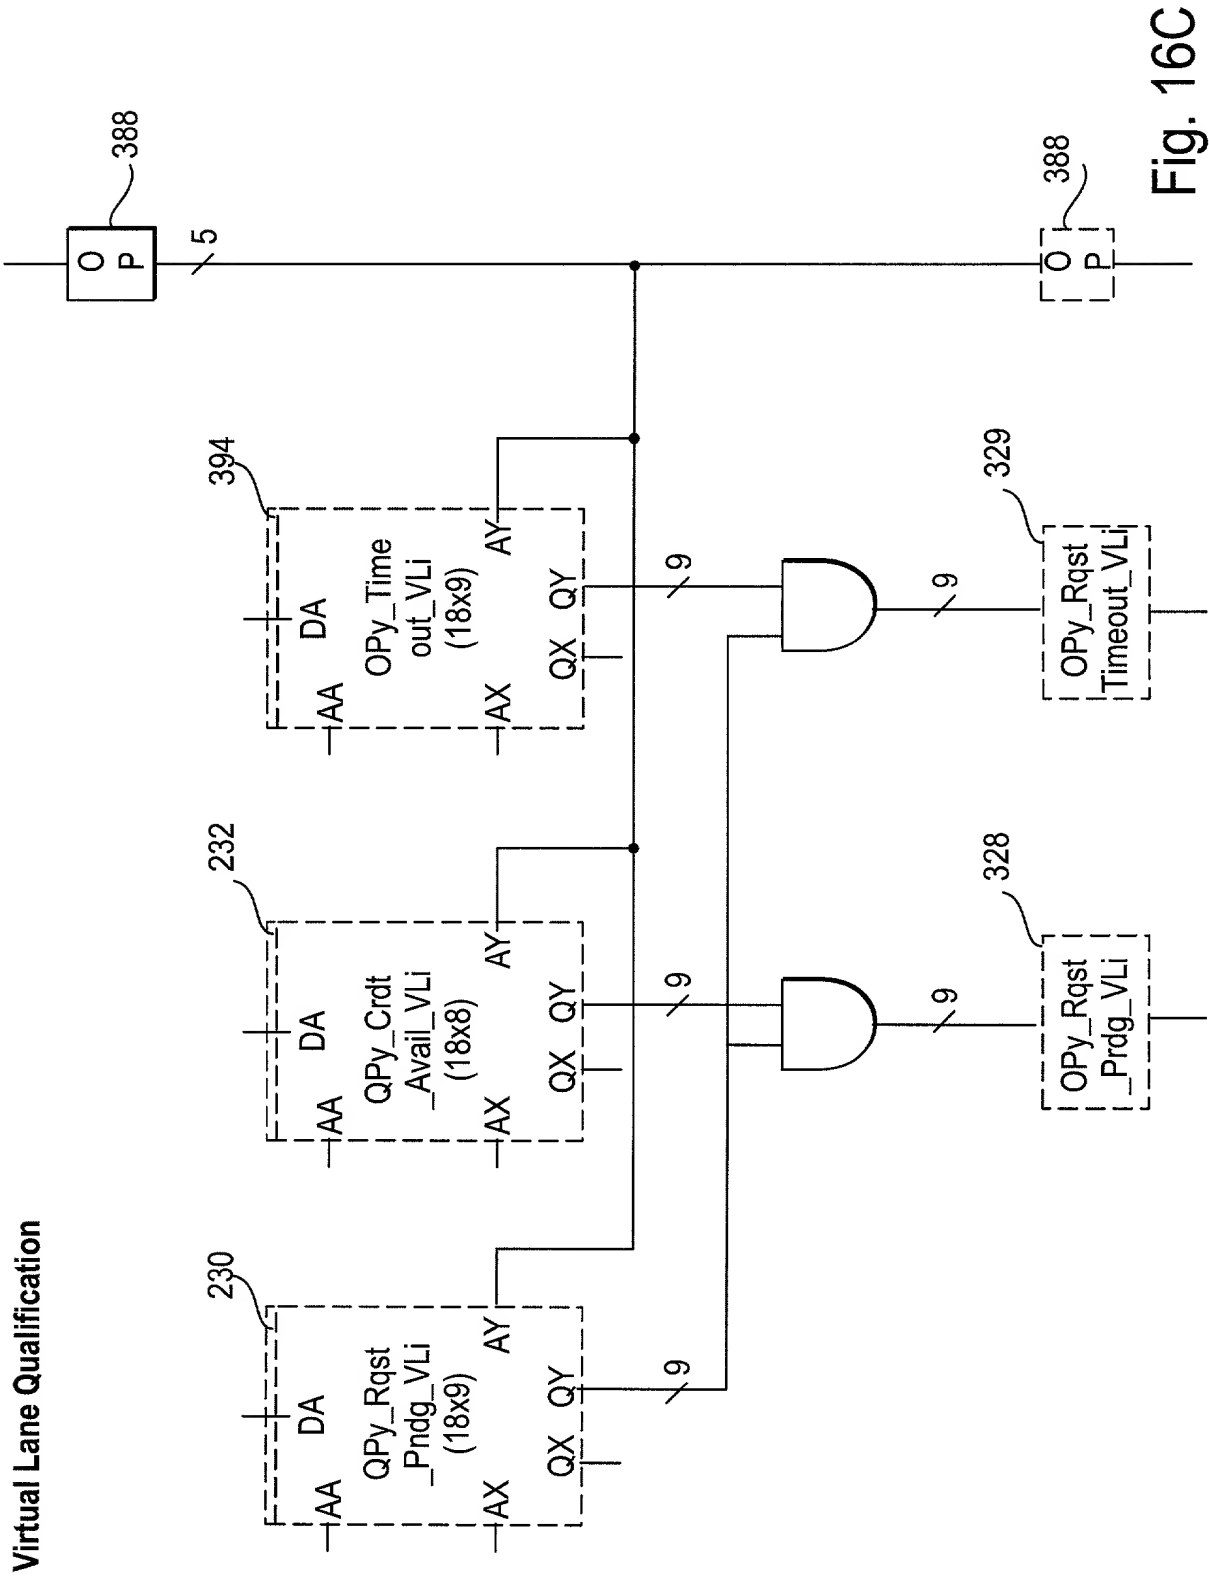 Virtual Lane Qualification
230
DA
AA
QPy_Rqst
_Pndg_VLi
(18x9)
AX
AY
QX
QY
9
232
DA
AA
QPy_Crdt
_Avail_VLi
(18x8)
AX
AY
QX
QY
9
394
DA
AA
OPy_Time
out_VLi
(18x9)
AX
AY
QX
QY
9
388
O
P
5
9
328
OPy_Rqst
_Prdg_VLi
9
329
OPy_Rqst
Timeout_VLi
388
O
P
Fig. 16C